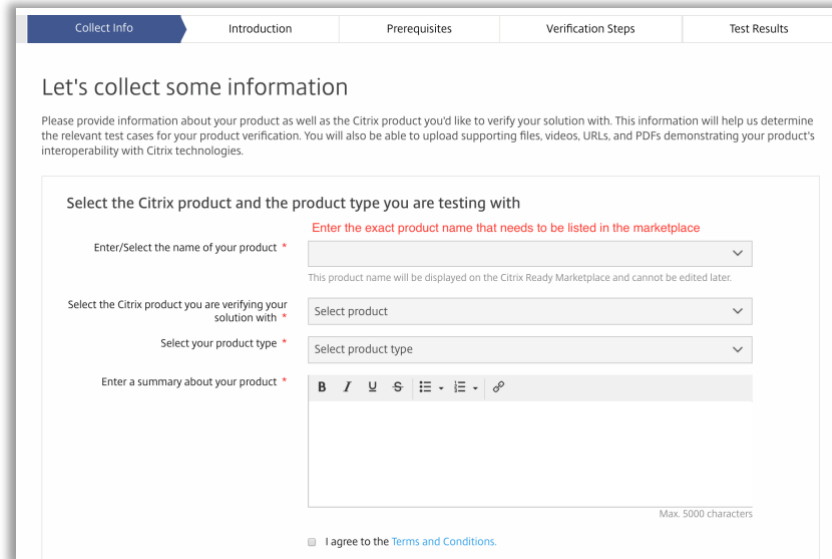 Collect Info
Introduction
Prerequisites
Verification Steps
Test Results
Let's collect some information
Please provide information about your product as well as the Citrix product you'd like to verify your solution with. This information will help us determine
the relevant test cases for your product verification. You will also be able to upload supporting files, videos, URLs, and PDFs demonstrating your product's
interoperability with Citrix technologies.
Select the Citrix product and the product type you are testing with
Enter the exact product name that needs to be listed in the marketplace
Enter/Select the name of your product *
This product name will be displayed on the Citrix Ready Marketplace and cannot be edited later.
Select the Citrix product you are verifying your
solution with *
Select product
Select your product type *
Select product type
Enter a summary about your product *
B I U S
Max. 5000 characters
I agree to the Terms and Conditions.